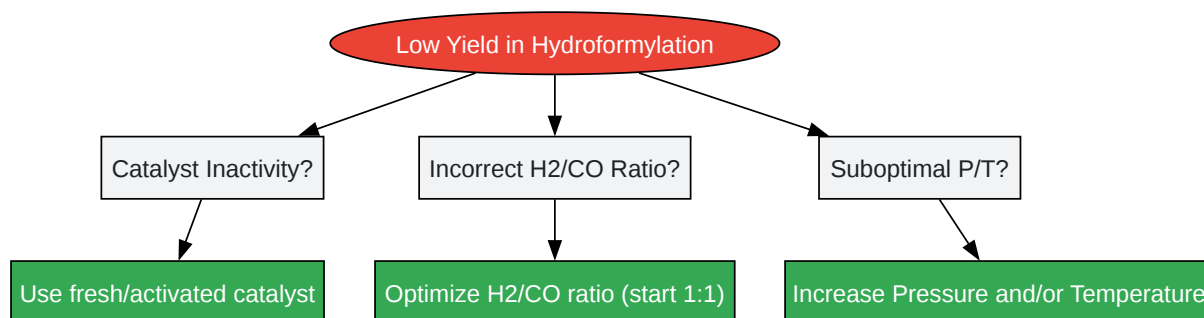 Low Yield in Hydroformylation
Catalyst Inactivity?
Incorrect H2/CO Ratio?
Suboptimal P/T?
Use fresh/activated catalyst
Optimize H2/CO ratio (start 1:1)
Increase Pressure and/or Temperature